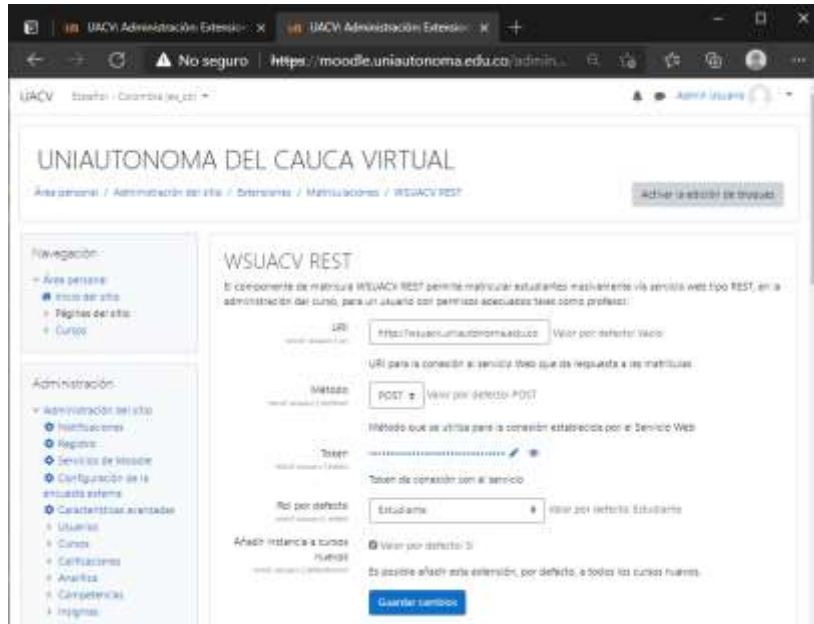 UACV: Administración: Extensio
UACV: Administración: Extensio
No seguro
https://moodle.uniautonoma.edu.co/admin...
UACV
Español - Colombia (es_co)
Admin Usuario
UNIAUTONOMA DEL CAUCA VIRTUAL
Área personal / Administración del sitio / Extensiones / Matriculaciones / WSUACV REST
Activar la edición de bloques
Navegación
Área personal
Inicio del sitio
Páginas del sitio
Cursos
Administración
Administración del sitio
Notificaciones
Registro
Servicios de Moodle
Configuración de la
encuesta externa
Características avanzadas
Usuarios
Cursos
Calificaciones
Analítica
Competencias
Insignias
WSUACV REST
El componente de matrícula WSUACV REST permite matricular estudiantes masivamente vía servicio web tipo REST, en la
administración del curso, para un usuario con permisos adecuados tales como profesor.
URI
Valor por defecto: Vacío
URI para la conexión al servicio Web que da respuesta a las matrículas
Método
POST
Valor por defecto: POST
Método que se utiliza para la conexión establecida por el Servicio Web
Token
Token de conexión con el servicio
Rol por defecto
Estudiante
Valor por defecto: Estudiante
Añadir instancia a cursos
nuevos
Valor por defecto: Sí
Es posible añadir esta extensión, por defecto, a todos los cursos nuevos.
Guardar cambios